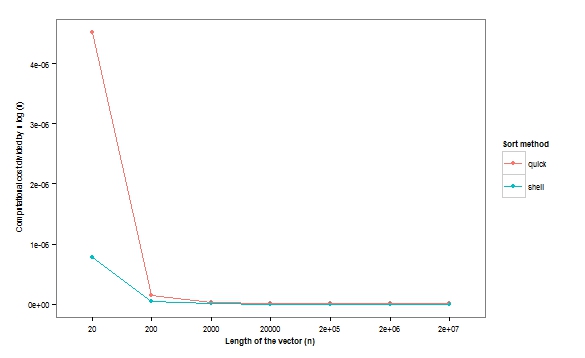 Computational cost divided by n log (n)
4e-06
3e-06
2e-06
1e-06
0e+00
20 200 2000 20000 2e+05 2e+06 2e+07
Length of the vector (n)
Sort method
quick
shell